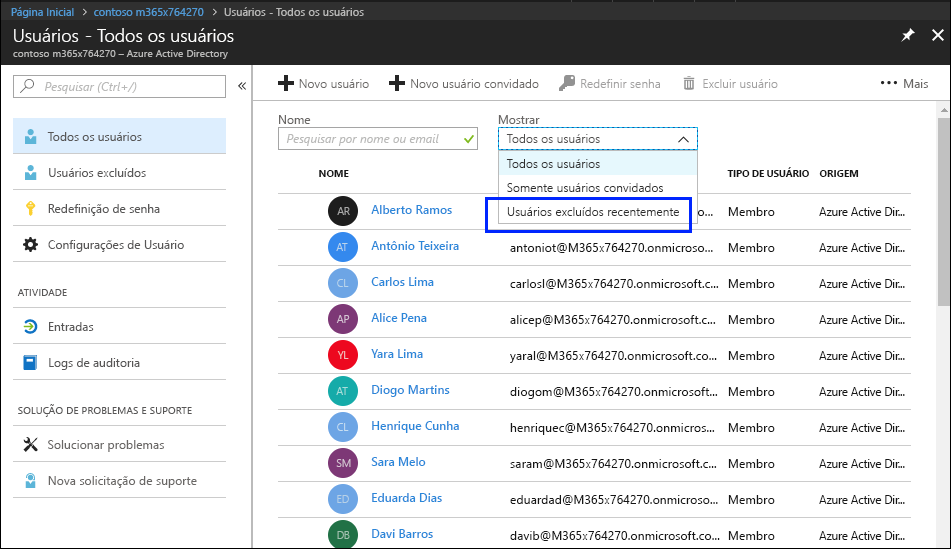 Página Inicial > contoso m365x764270 > Usuários - Todos os usuários
Usuários - Todos os usuários
contoso m365x764270 – Azure Active Directory
Pesquisar (Ctrl+/)
Todos os usuários
Usuários excluídos
Redefinição de senha
Configurações de Usuário
ATIVIDADE
Entradas
Logs de auditoria
SOLUÇÃO DE PROBLEMAS E SUPORTE
Solucionar problemas
Nova solicitação de suporte
Novo usuário Novo usuário convidado Redefinir senha Excluir usuário ••• Mais
Nome Mostrar
Pesquisar por nome ou email Todos os usuários
Todos os usuários
Somente usuários convidados
Usuários excluídos recentemente
NOME TIPO DE USUÁRIO ORIGEM
AR Alberto Ramos Membro Azure Active Dir...
AT Antônio Teixeira antoniot@M365x764270.onmicroso... Membro Azure Active Dir...
CL Carlos Lima carlosl@M365x764270.onmicrosoft.c... Membro Azure Active Dir...
AP Alice Pena alicep@M365x764270.onmicrosoft.c... Membro Azure Active Dir...
YL Yara Lima yaral@M365x764270.onmicrosoft.co... Membro Azure Active Dir...
AT Diogo Martins diogom@M365x764270.onmicrosoft... Membro Azure Active Dir...
CL Henrique Cunha henriquec@M365x764270.onmicros... Membro Azure Active Dir...
SM Sara Melo saram@M365x764270.onmicrosoft.c... Membro Azure Active Dir...
ED Eduarda Dias eduardad@M365x764270.onmicros... Membro Azure Active Dir...
DB Davi Barros davib@M365x764270.onmicrosoft.c... Membro Azure Active Dir...